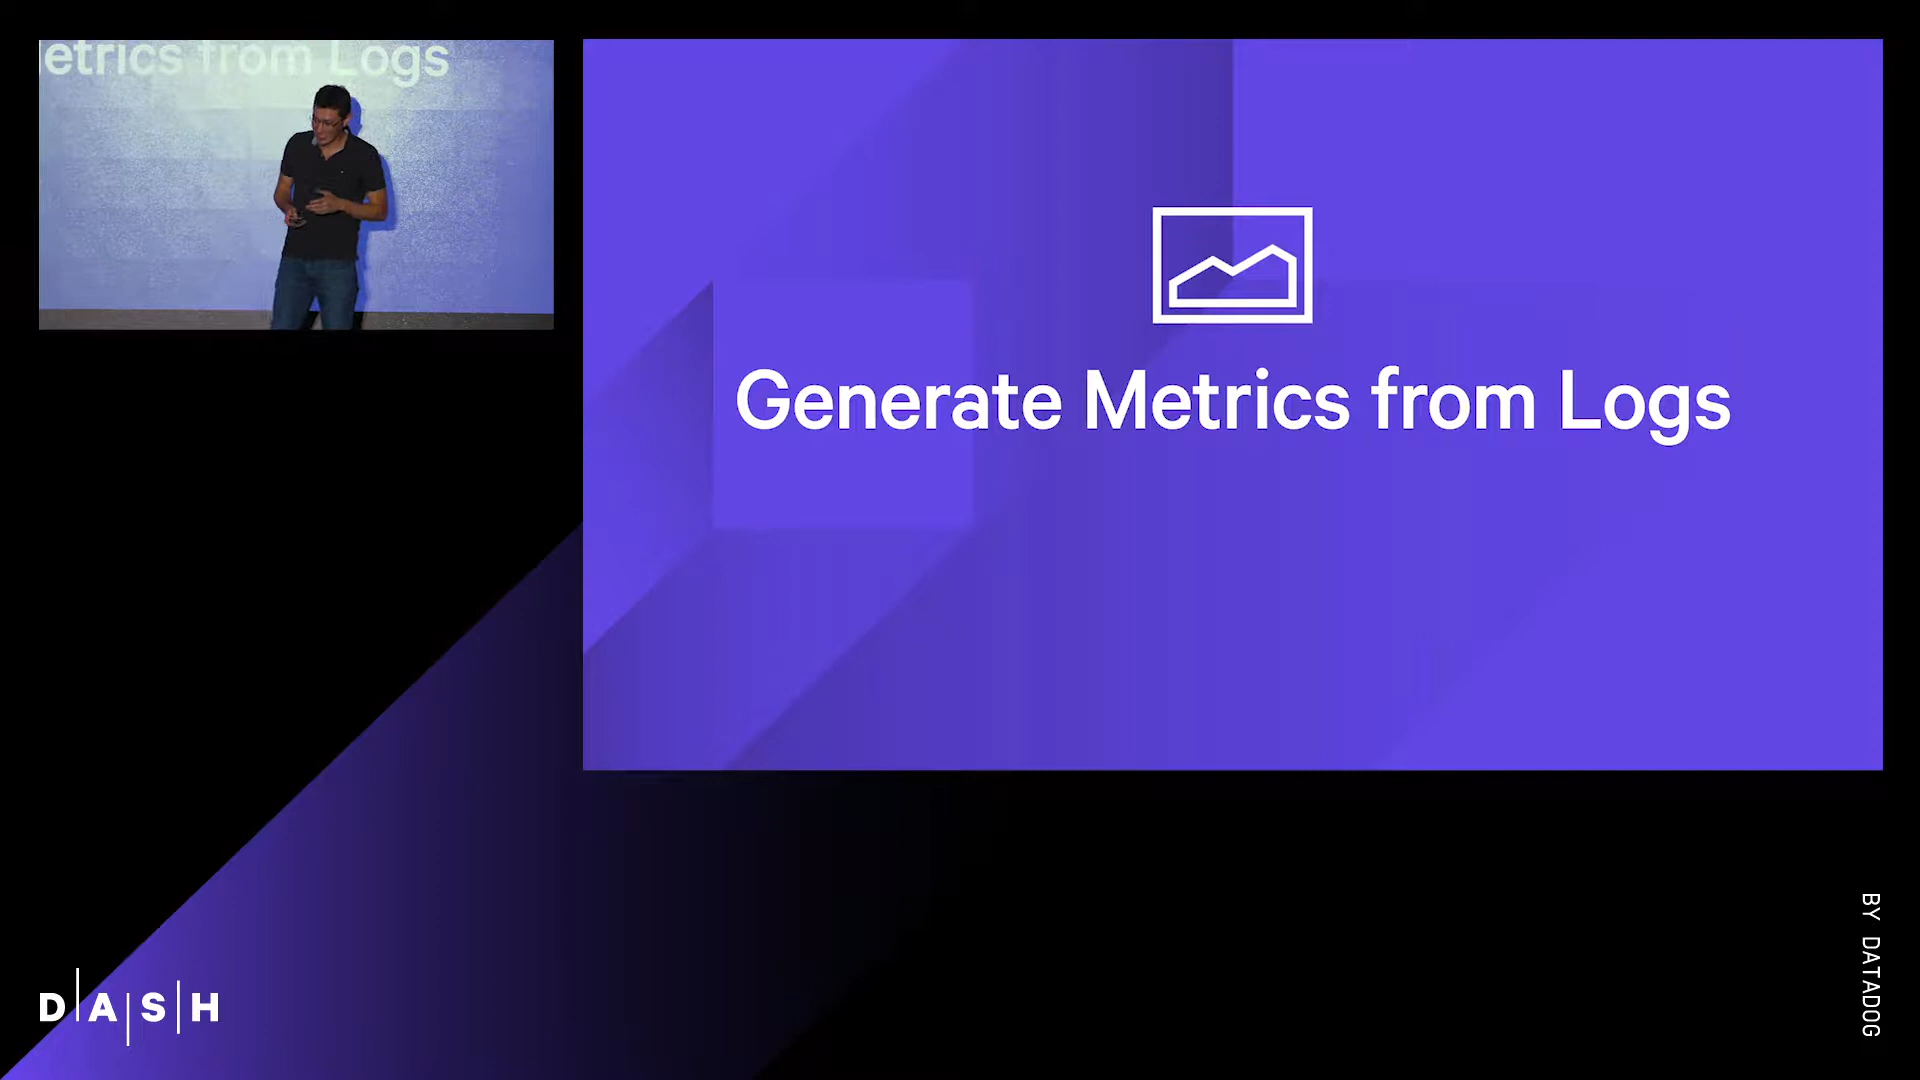 etrics from Logs
Generate Metrics from Logs
D|A|S|H
BY DATADOG